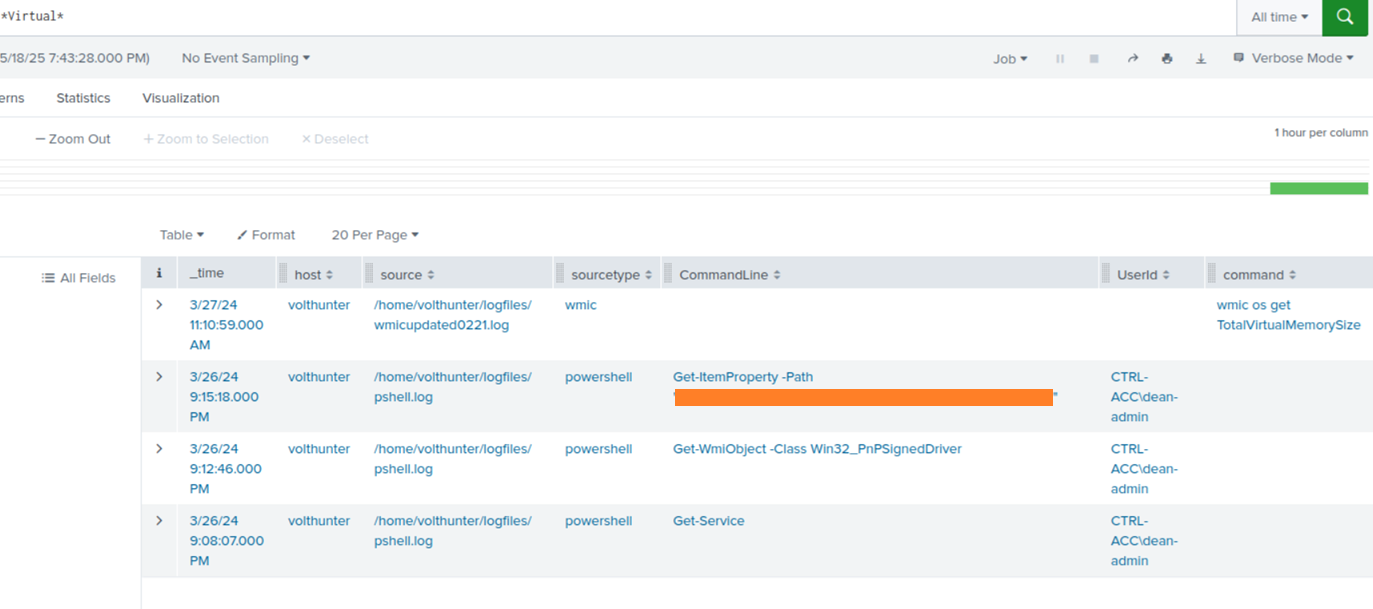 *Virtual*
All time
5/18/25 7:43:28.000 PM)
No Event Sampling
Job
Verbose Mode
erns
Statistics
Visualization
— Zoom Out
+ Zoom to Selection
× Deselect
1 hour per column
Table
Format
20 Per Page
All Fields
i
_time
host
source
sourcetype
CommandLine
UserId
command
3/27/24
11:10:59.000
AM
volthunter
/home/volthunter/logfiles/
wmicupdated0221.log
wmic
wmic os get
TotalVirtualMemorySize
3/26/24
9:15:18.000
PM
volthunter
/home/volthunter/logfiles/
pshell.log
powershell
Get-ItemProperty -Path
"
CTRL-
ACC\dean-
admin
3/26/24
9:12:46.000
PM
volthunter
/home/volthunter/logfiles/
pshell.log
powershell
Get-WmiObject -Class Win32_PnPSignedDriver
CTRL-
ACC\dean-
admin
3/26/24
9:08:07.000
PM
volthunter
/home/volthunter/logfiles/
pshell.log
powershell
Get-Service
CTRL-
ACC\dean-
admin